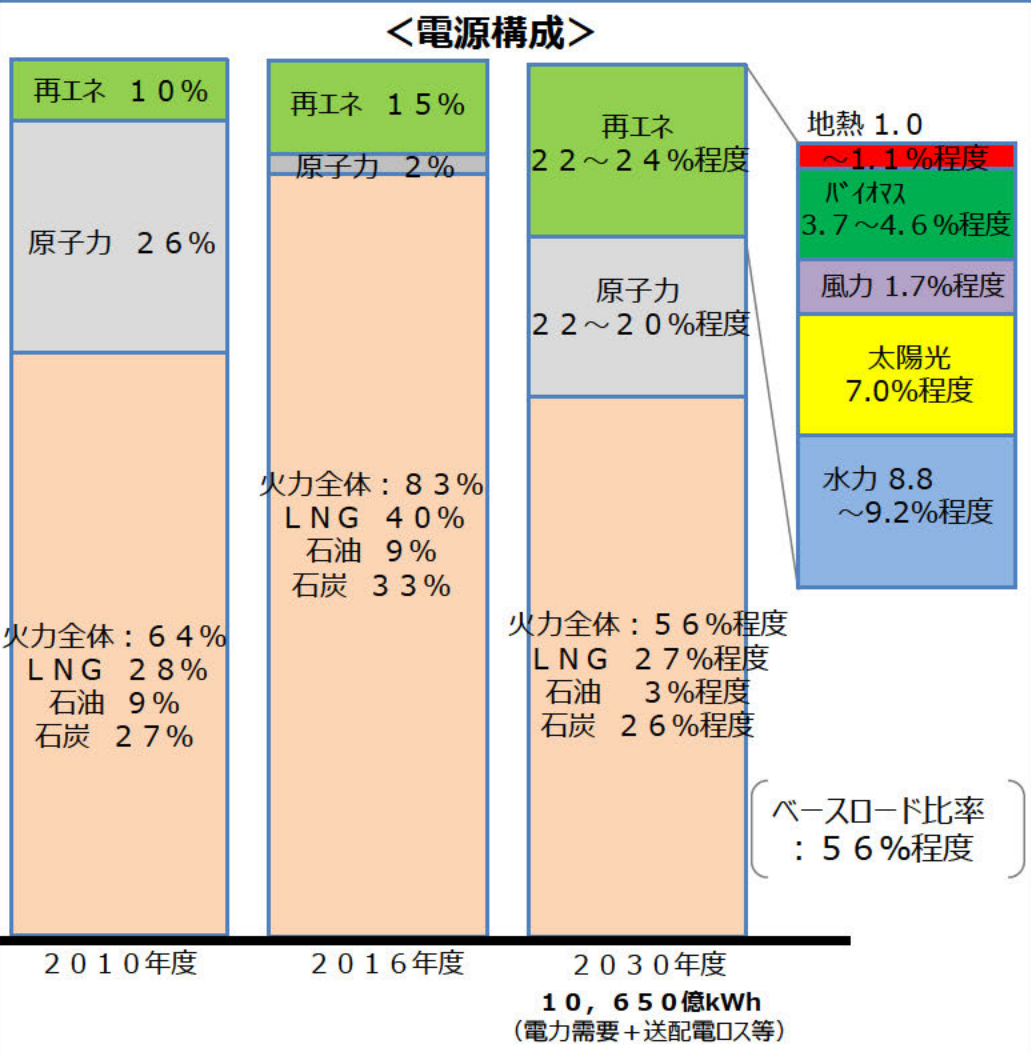 ＜電源構成＞
再エネ １０％
原子力 ２６％
火力全体：６４％
ＬＮＧ ２８％
石油 ９％
石炭 ２７％
２０１０年度
再エネ １５％
原子力 ２％
火力全体：８３％
ＬＮＧ ４０％
石油 ９％
石炭 ３３％
２０１６年度
再エネ
２２～２４％程度
原子力
２２～２０％程度
火力全体：５６％程度
ＬＮＧ ２７％程度
石油 ３％程度
石炭 ２６％程度
２０３０年度
１０，６５０億kWh
（電力需要＋送配電ロス等）
地熱 1.0
～1.1％程度
ﾊﾞｲｵﾏｽ
3.7～4.6％程度
風力 1.7%程度
太陽光
7.0%程度
水力 8.8
～9.2%程度
ベースロード比率
：５６％程度